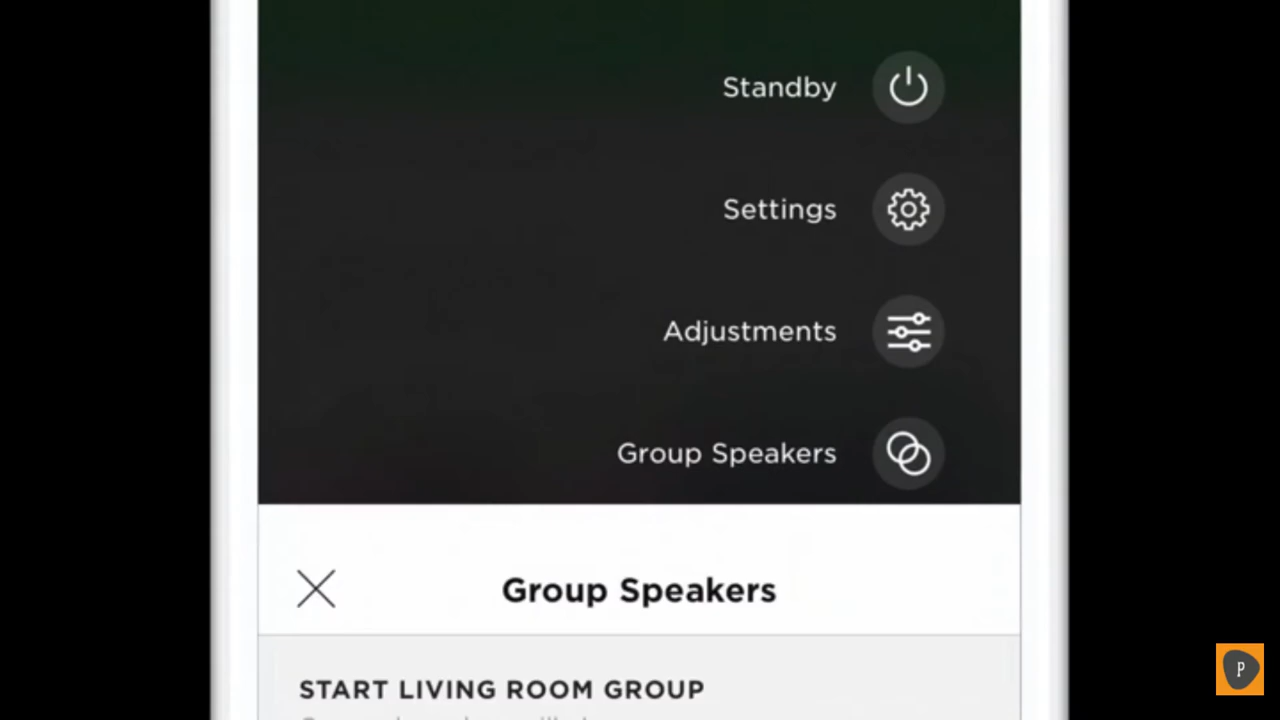 Standby
Settings
Adjustments
Group Speakers
Group Speakers
START LIVING ROOM GROUP
P